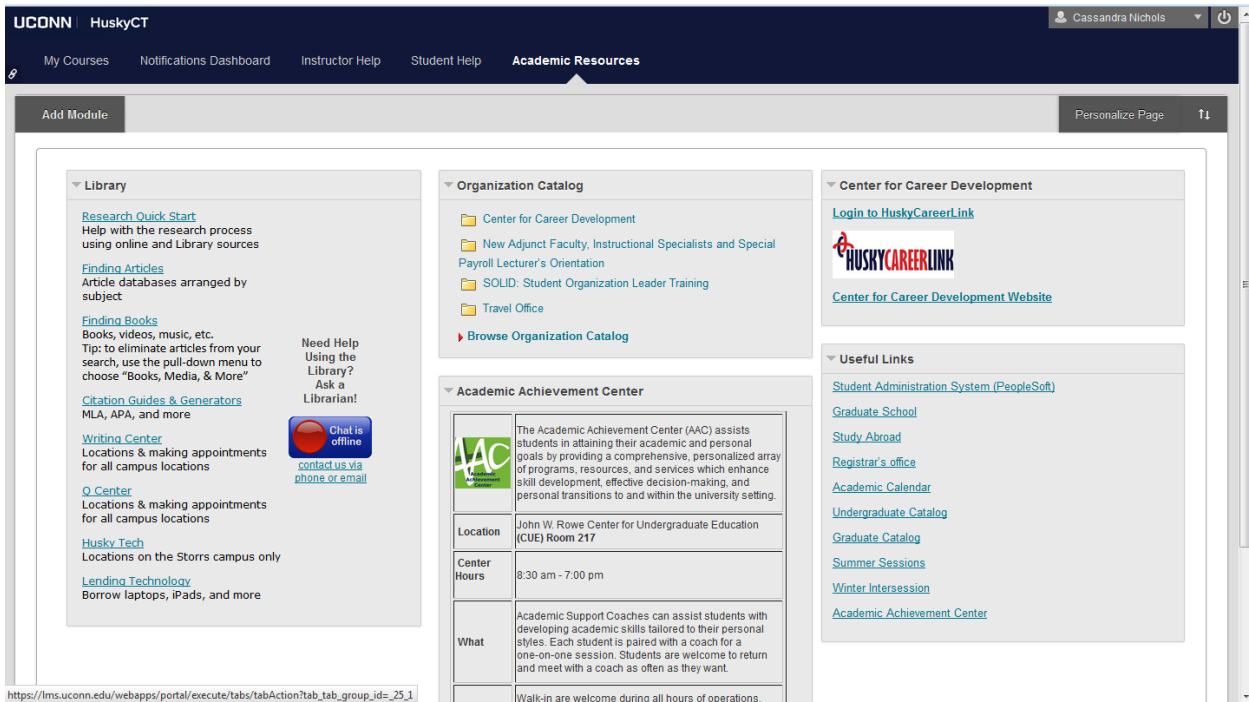 UCONN | HuskyCT
Cassandra Nichols
My Courses
Notifications Dashboard
Instructor Help
Student Help
Academic Resources
Add Module
Personalize Page
Library
Research Quick Start
Help with the research process
using online and Library sources
Finding Articles
Article databases arranged by
subject
Finding Books
Books, videos, music, etc.
Tip: to eliminate articles from your
search, use the pull-down menu to
choose “Books, Media, & More”
Citation Guides & Generators
MLA, APA, and more
Writing Center
Locations & making appointments
for all campus locations
Q Center
Locations & making appointments
for all campus locations
Husky Tech
Locations on the Storrs campus only
Lending Technology
Borrow laptops, iPads, and more
Need Help
Using the
Library?
Ask a
Librarian!
Chat is
offline
contact us via
phone or email
Organization Catalog
Center for Career Development
New Adjunct Faculty, Instructional Specialists and Special
Payroll Lecturer's Orientation
SOLID: Student Organization Leader Training
Travel Office
Browse Organization Catalog
Academic Achievement Center
AAC
Academic
Achievement
Center
The Academic Achievement Center (AAC) assists
students in attaining their academic and personal
goals by providing a comprehensive, personalized array
of programs, resources, and services which enhance
skill development, effective decision-making, and
personal transitions to and within the university setting.
Location
John W. Rowe Center for Undergraduate Education
(CUE) Room 217
Center
Hours
8:30 am - 7:00 pm
What
Academic Support Coaches can assist students with
developing academic skills tailored to their personal
styles. Each student is paired with a coach for a
one-on-one session. Students are welcome to return
and meet with a coach as often as they want.
Walk-in are welcome during all hours of operations.
Center for Career Development
Login to HuskyCareerLink
HUSKYCAREERLINK
Center for Career Development Website
Useful Links
Student Administration System (PeopleSoft)
Graduate School
Study Abroad
Registrar's office
Academic Calendar
Undergraduate Catalog
Graduate Catalog
Summer Sessions
Winter Intersession
Academic Achievement Center
https://lms.uconn.edu/webapps/portal/execute/tabs/tabAction?tab_tab_group_id=_25_1